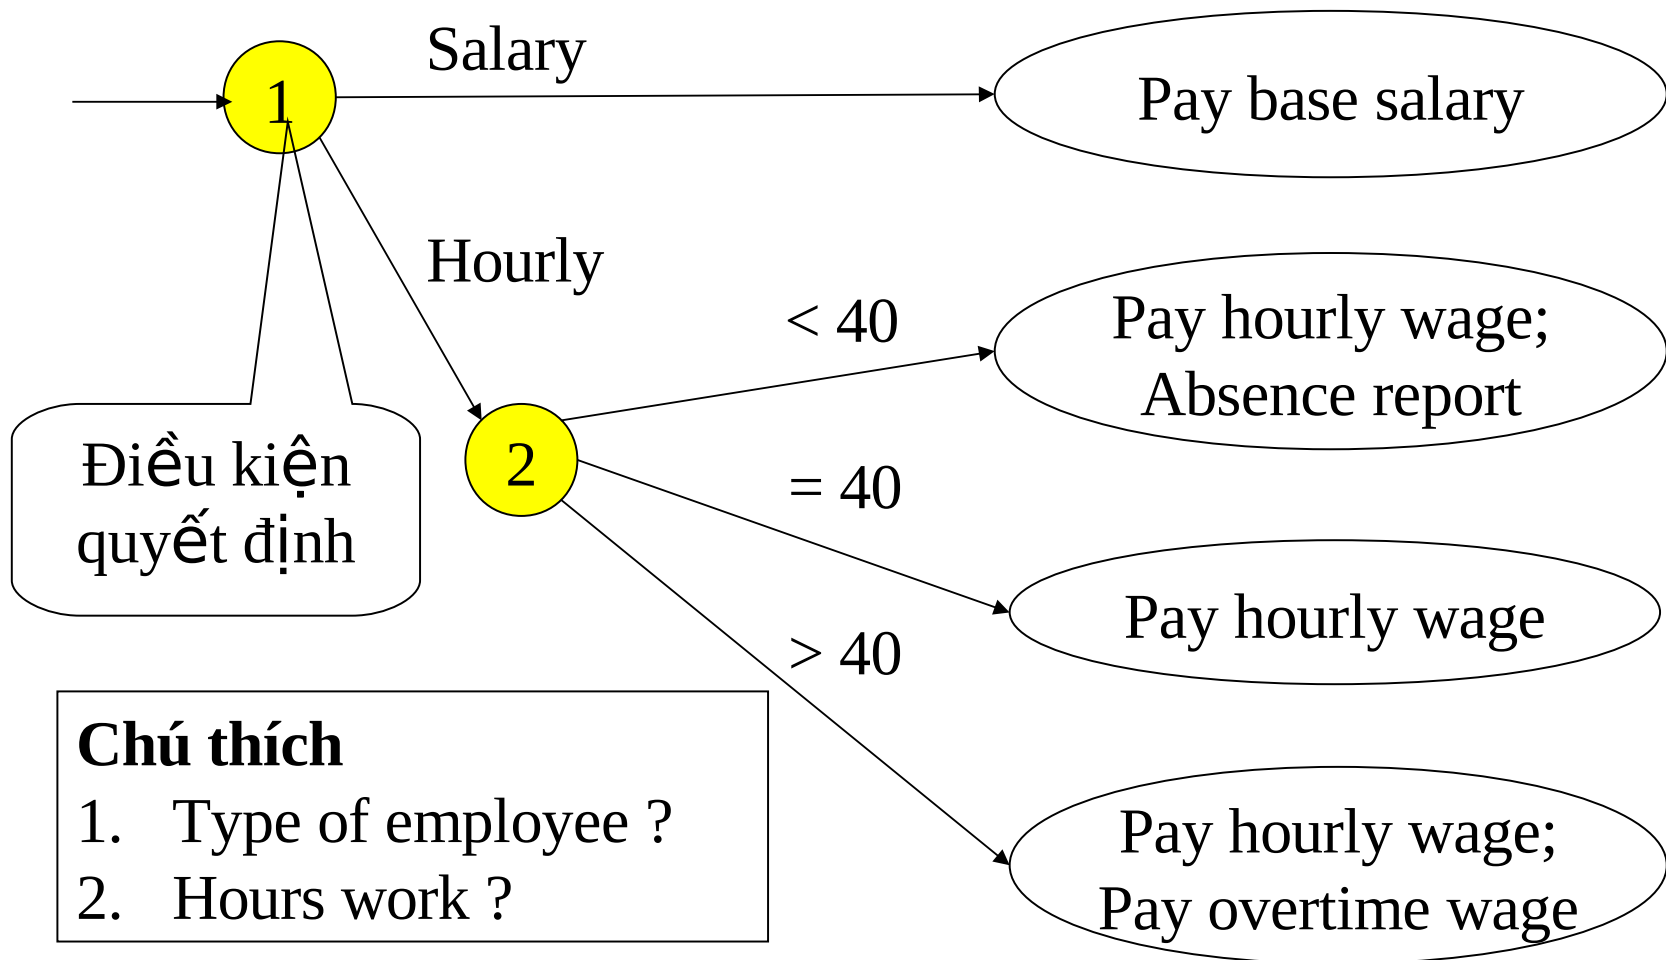 Salary
1
Pay base salary
Hourly
< 40
Pay hourly wage;
Absence report
Điều kiện
quyết định
2
= 40
Pay hourly wage
> 40
Chú thích
1. Type of employee ?
2. Hours work ?
Pay hourly wage;
Pay overtime wage